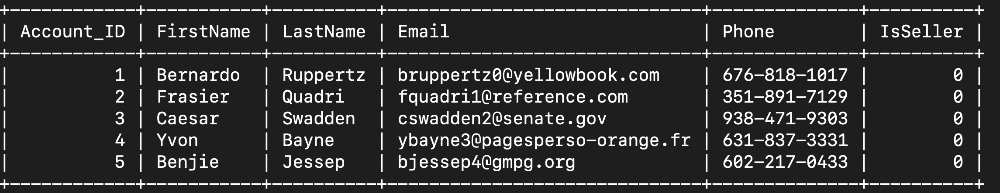 +------------+-----------+----------+------------------------------+--------------+----------+
| Account_ID | FirstName | LastName | Email                        | Phone        | IsSeller |
+------------+-----------+----------+------------------------------+--------------+----------+
|          1 | Bernardo  | Ruppertz | bruppertz0@yellowbook.com    | 676-818-1017 |        0 |
|          2 | Frasier   | Quadri   | fquadri1@reference.com       | 351-891-7129 |        0 |
|          3 | Caesar    | Swadden  | cswadden2@senate.gov         | 938-471-9303 |        0 |
|          4 | Yvon      | Bayne    | ybayne3@pagesperso-orange.fr | 631-837-3331 |        0 |
|          5 | Benjie    | Jessep   | bjessep4@gmpg.org            | 602-217-0433 |        0 |
+------------+-----------+----------+------------------------------+--------------+----------+